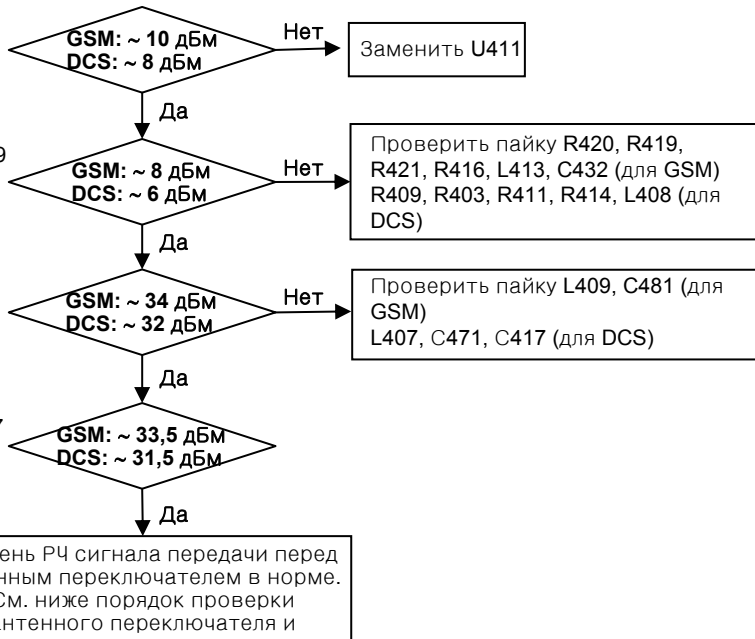 GSM: ~ 10 дБм
DCS: ~ 8 дБм
Нет
Заменить U411
Да
9
GSM: ~ 8 дБм
DCS: ~ 6 дБм
Нет
Проверить пайку R420, R419,
R421, R416, L413, C432 (для GSM)
R409, R403, R411, R414, L408 (для
DCS)
Да
GSM: ~ 34 дБм
DCS: ~ 32 дБм
Нет
Проверить пайку L409, C481 (для
GSM)
L407, C471, C417 (для DCS)
Да
GSM: ~ 33,5 дБм
DCS: ~ 31,5 дБм
Да
ень РЧ сигнала передачи перед
нным переключателем в норме.
См. ниже порядок проверки
нтенного переключателя и